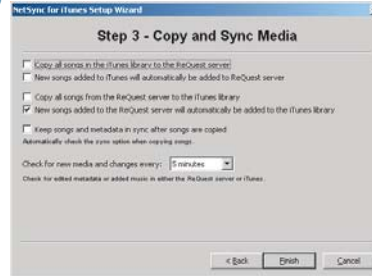 NetSync for iTunes Setup Wizard
Step 3 - Copy and Sync Media
Copy all songs in the iTunes library to the ReQuest server
New songs added to iTunes will automatically be added to ReQuest server
Copy all songs from the ReQuest server to the iTunes library
New songs added to the ReQuest server will automatically be added to the iTunes library
Keep songs and metadata in sync after songs are copied
Automatically check the sync option when copying songs.
Check for new media and changes every: 5 minutes
Check for edited metadata or added music in either the ReQuest server or iTunes.
< Back Finish Cancel